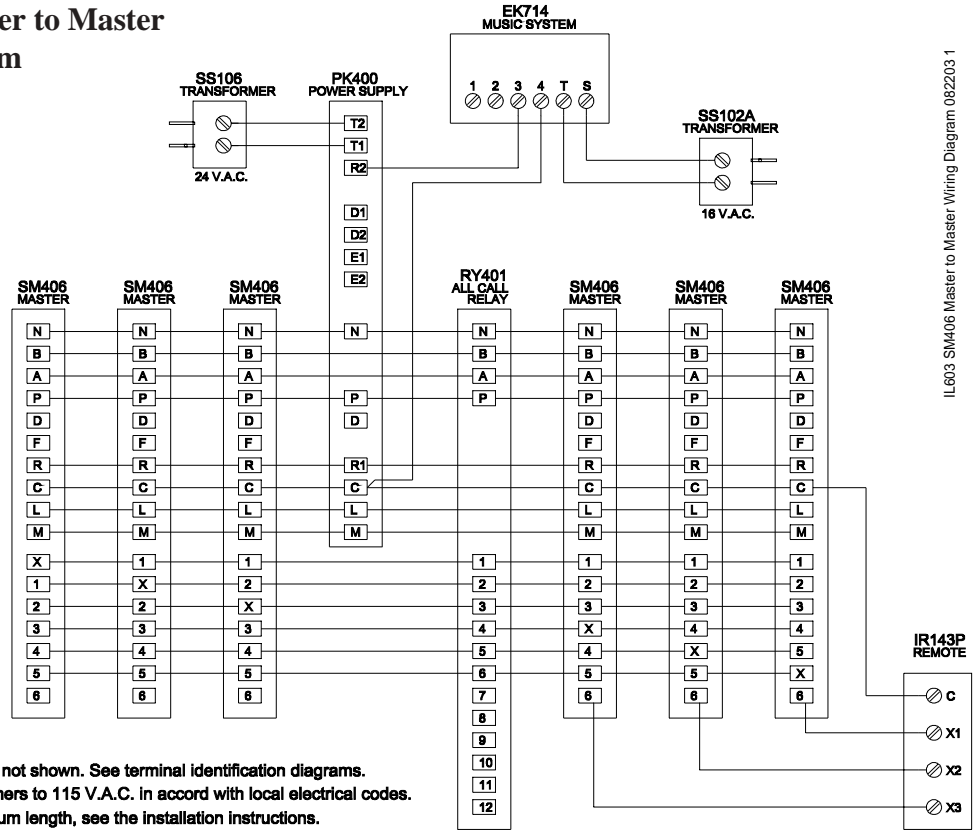 er to Master
m
EK714
MUSIC SYSTEM
1 2 3 4 T S
SS106
TRANSFORMER
24 V.A.C.
PK400
POWER SUPPLY
T2
T1
R2
D1
D2
E1
E2
N
P
D
R1
C
L
M
SS102A
TRANSFORMER
16 V.A.C.
IL603 SM406 Master to Master Wiring Diagram 0822031
SM406
MASTER
N
B
A
P
D
F
R
C
L
M
X
1
2
3
4
5
6
SM406
MASTER
N
B
A
P
D
F
R
C
L
M
1
X
2
3
4
5
6
SM406
MASTER
N
B
A
P
D
F
R
C
L
M
1
2
X
3
4
5
6
RY401
ALL CALL
RELAY
N
B
A
P
1
2
3
4
5
6
7
8
9
10
11
12
SM406
MASTER
N
B
A
P
D
F
R
C
L
M
1
2
3
X
4
5
6
SM406
MASTER
N
B
A
P
D
F
R
C
L
M
1
2
3
4
X
5
6
SM406
MASTER
N
B
A
P
D
F
R
C
L
M
1
2
3
4
5
X
6
IR143P
REMOTE
C
X1
X2
X3
not shown. See terminal identification diagrams.
ners to 115 V.A.C. in accord with local electrical codes.
um length, see the installation instructions.